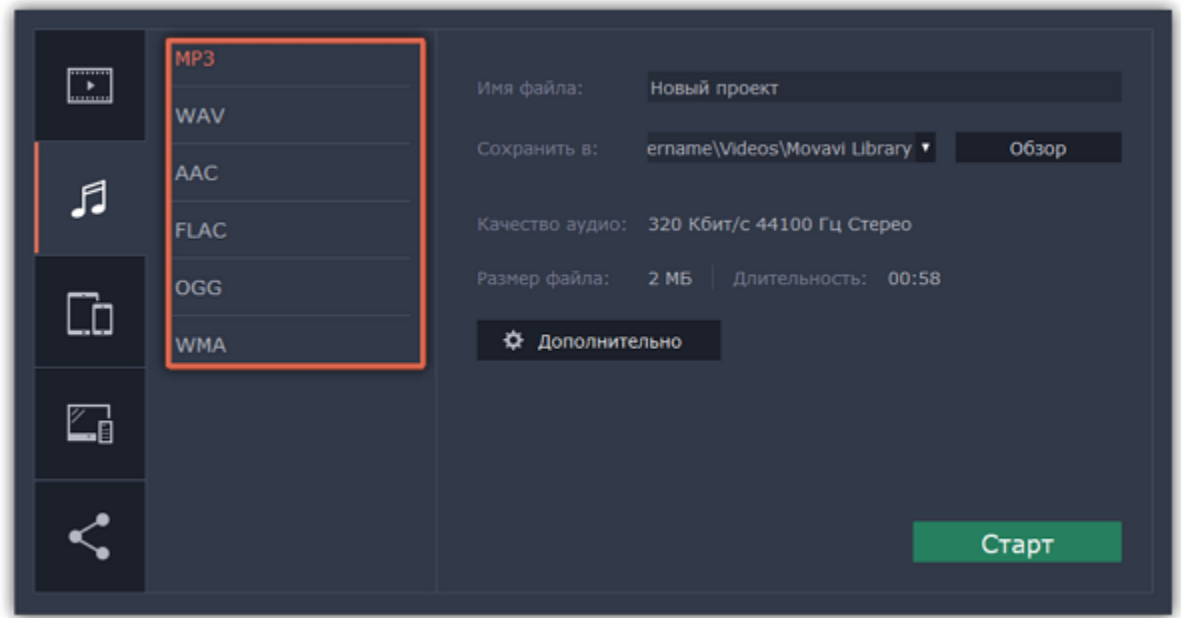 MP3
WAV
AAC
FLAC
OGG
WMA
Имя файла: Новый проект
Сохранить в: ername\Videos\Movavi Library Обзор
Качество аудио: 320 Кбит/с 44100 Гц Стерео
Размер файла: 2 МБ Длительность: 00:58
Дополнительно
Старт